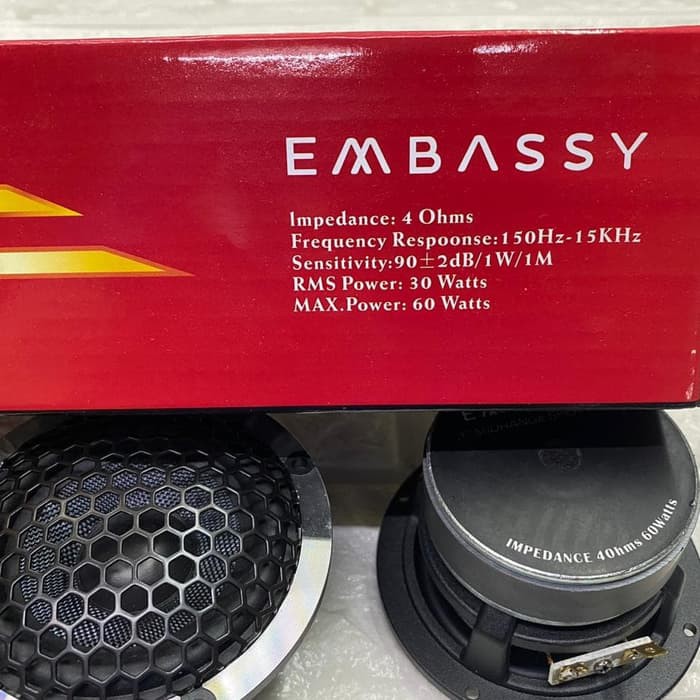 EMBASSY
Impedance: 4 Ohms
Frequency Respoonse:150Hz-15KHz
Sensitivity:90±2dB/1W/1M
RMS Power: 30 Watts
MAX.Power: 60 Watts
MIDRANGE
IMPEDANCE 4Ohms 60Watts